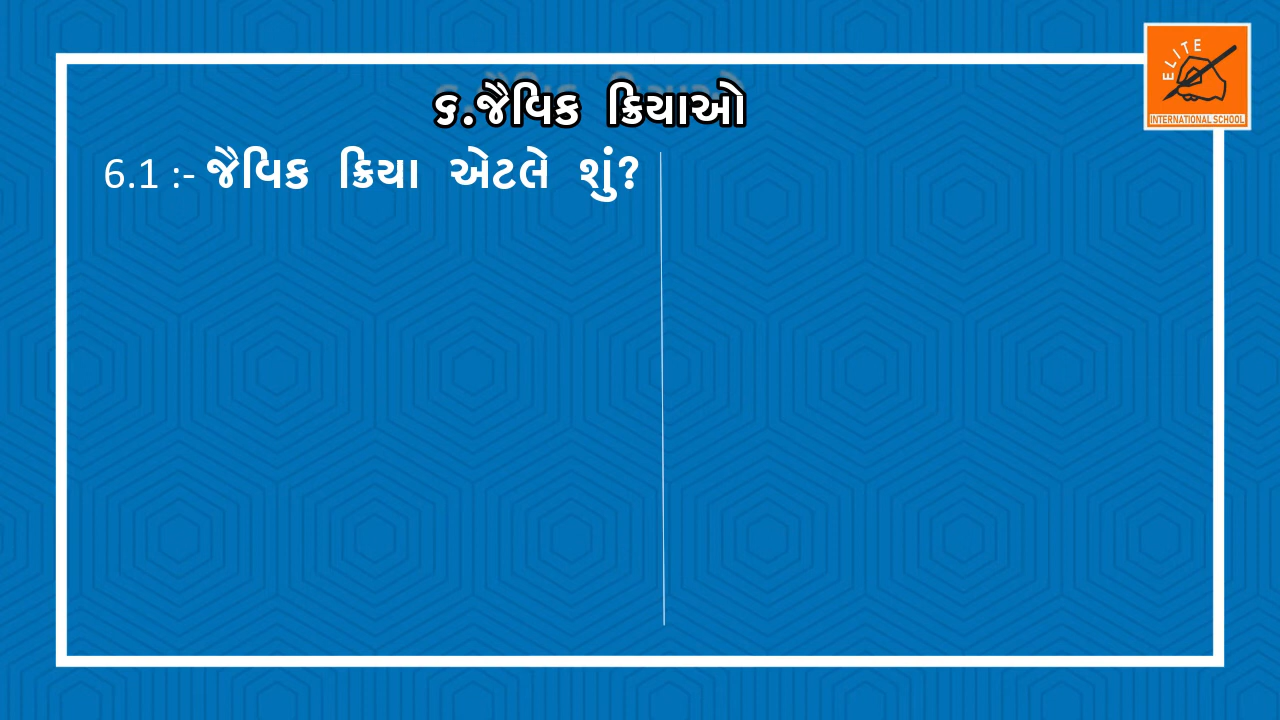 ૬.જૈવિક ક્રિયાઓ
6.1 :- જૈવિક ક્રિયા એટલે શું?
ELITE
INTERNATIONAL SCHOOL